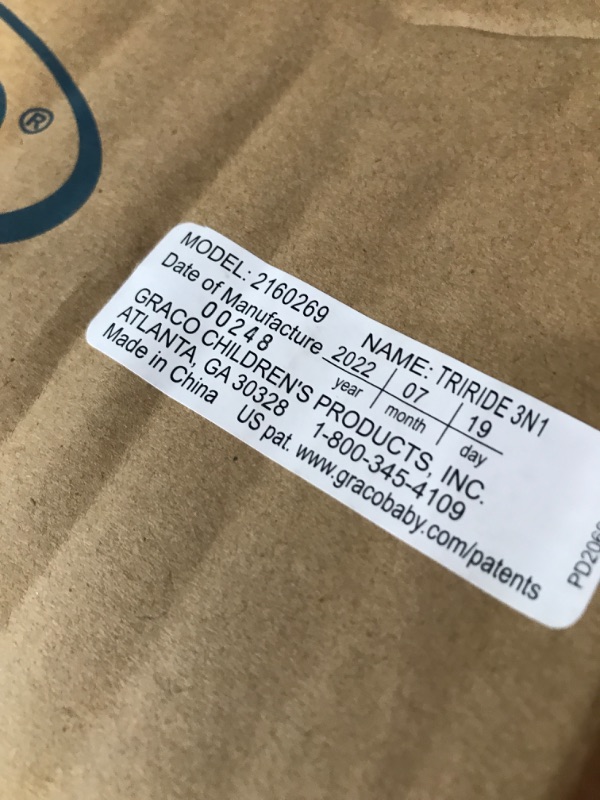 ®
MODEL: 2160269 NAME: TRIRIDE 3N1
Date of Manufacture 2022 / 07 / 19
00248 year month day
GRACO CHILDREN'S PRODUCTS, INC.
ATLANTA, GA 30328 1-800-345-4109
Made in China US pat. www.gracobaby.com/patents